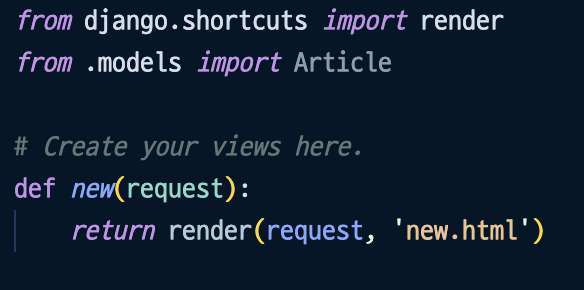 from django.shortcuts import render
from .models import Article
# Create your views here.
def new(request):
    return render(request, 'new.html')